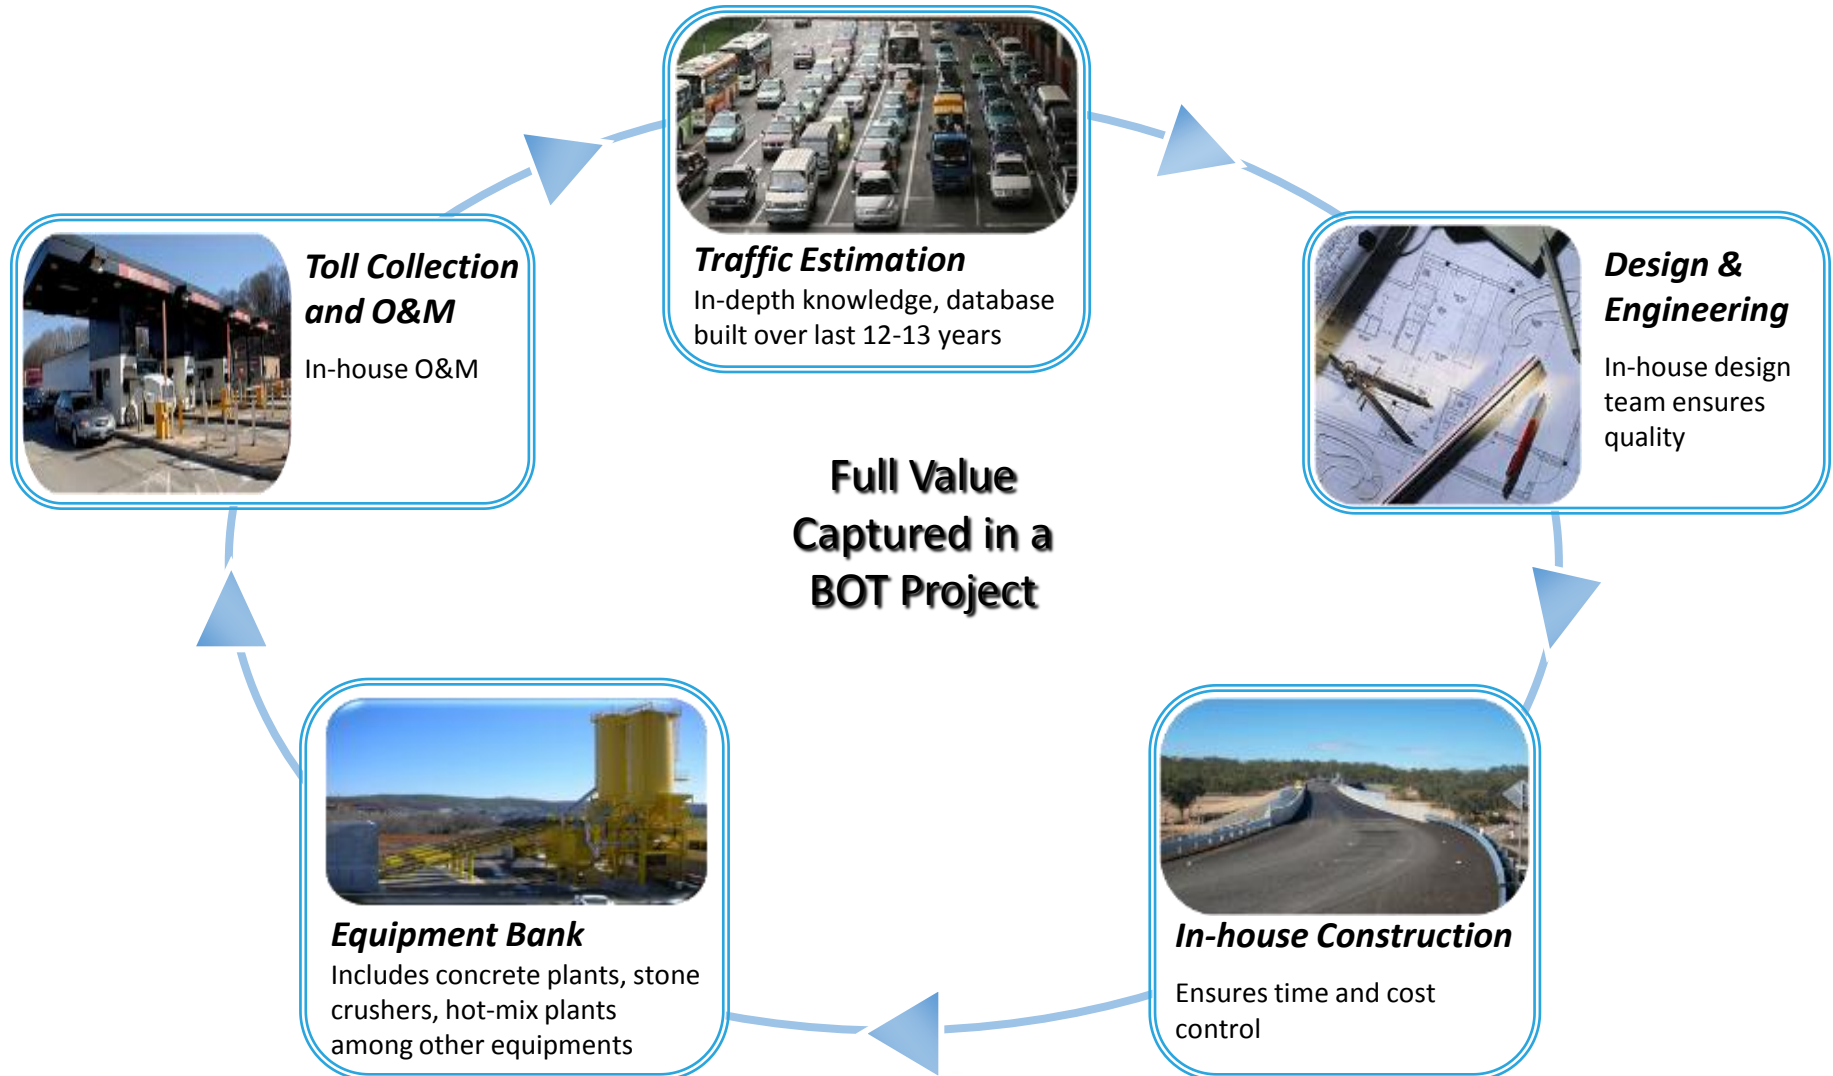 Traffic Estimation
In-depth knowledge, database
built over last 12-13 years
Design &
Engineering
In-house design
team ensures
quality
In-house Construction
Ensures time and cost
control
Equipment Bank
Includes concrete plants, stone
crushers, hot-mix plants
among other equipments
Toll Collection
and O&M
In-house O&M
Full Value
Captured in a
BOT Project